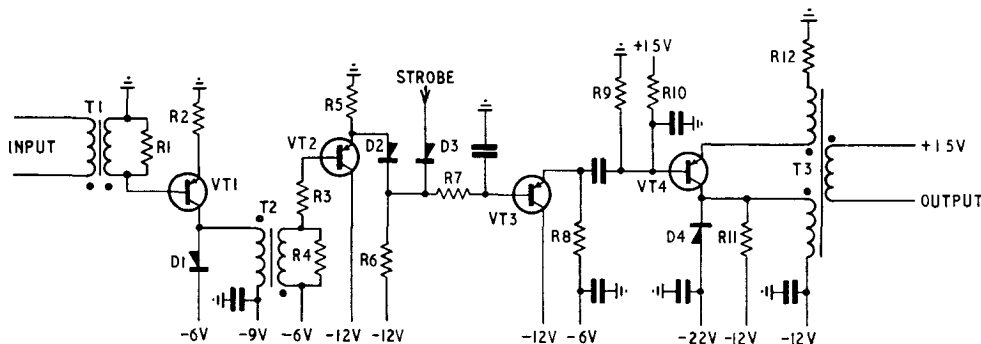 R12
+15V
STROBE
T1
R2
R5
R9
R10
INPUT
R1
VT2
D2
D3
VT4
T3
+15V
VT1
R3
R7
VT3
T2
OUTPUT
D1
R4
R6
R8
D4
R11
-6V
-9V
-6V
-12V
-12V
-12V
-6V
-22V
-12V
-12V